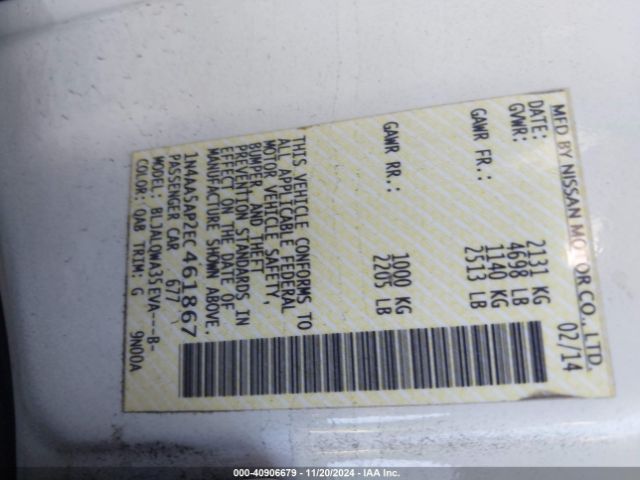 MFD BY NISSAN MOTOR CO., LTD.
DATE: 02/14
GVWR: 2131 KG
4698 LB
GAWR FR.: 1140 KG
2513 LB
GAWR RR.: 1000 KG
2205 LB
THIS VEHICLE CONFORMS TO
ALL APPLICABLE FEDERAL
MOTOR VEHICLE SAFETY,
BUMPER, AND THEFT
PREVENTION STANDARDS IN
EFFECT ON THE DATE OF
MANUFACTURE SHOWN ABOVE.
1N4AA5AP2EC461867
PASSENGER CAR 677
MODEL BLJALQWA35EVA---B-
COLOR: QAB TRIM: G 9N00A
000-40906679 - 11/20/2024 - IAA Inc.